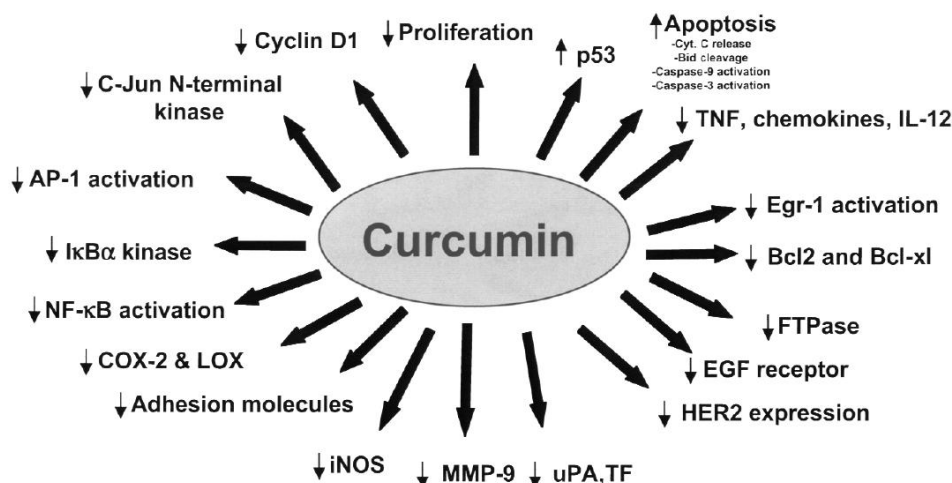 ↓ Proliferation
↑ p53
↑ Apoptosis
-Cyt. C release
-Bid cleavage
-Caspase-9 activation
-Caspase-3 activation
↓ TNF, chemokines, IL-12
↓ Egr-1 activation
↓ Bcl2 and Bcl-xl
↓ FTPase
↓ EGF receptor
↓ HER2 expression
↓ uPA,TF
↓ MMP-9
↓ iNOS
↓ Adhesion molecules
↓ COX-2 & LOX
↓ NF-κB activation
↓ IκBα kinase
↓ AP-1 activation
↓ C-Jun N-terminal
kinase
↓ Cyclin D1
Curcumin